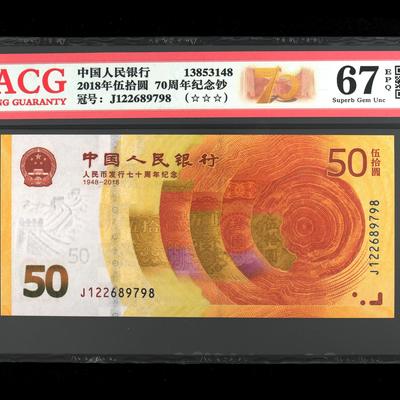 ACG
NG GUARANTY
中国人民银行 13853148
2018年伍拾圆 70周年纪念钞
冠号: J122689798 (☆☆☆)
70
67 EPQ
Superb Gem Unc
中国人民银行
人民币发行七十周年纪念
1948-2018
50 伍拾圆
J122689798
50
50
J122689798